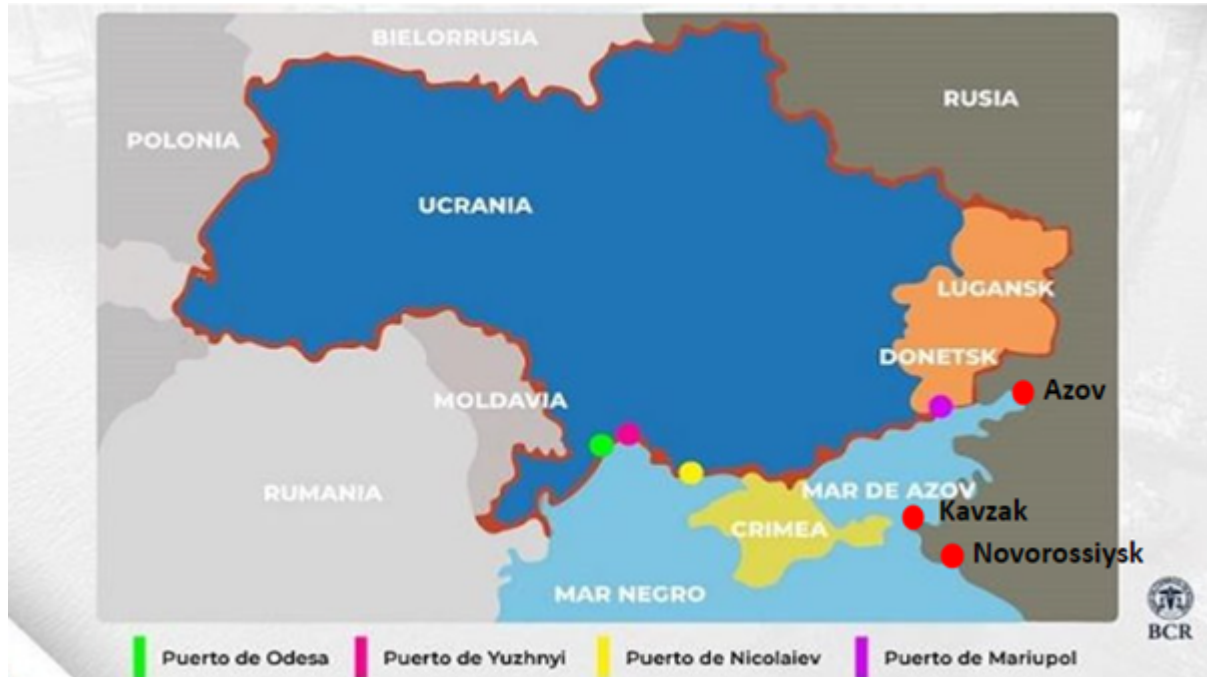 BIELORRUSIA
RUSIA
POLONIA
UCRANIA
LUGANSK
DONETSK
Azov
MOLDAVIA
RUMANIA
MAR DE AZOV
Kavzak
CRIMEA
Novorossiysk
MAR NEGRO
BCR
Puerto de Odesa
Puerto de Yuzhnyi
Puerto de Nicolaiev
Puerto de Mariupol